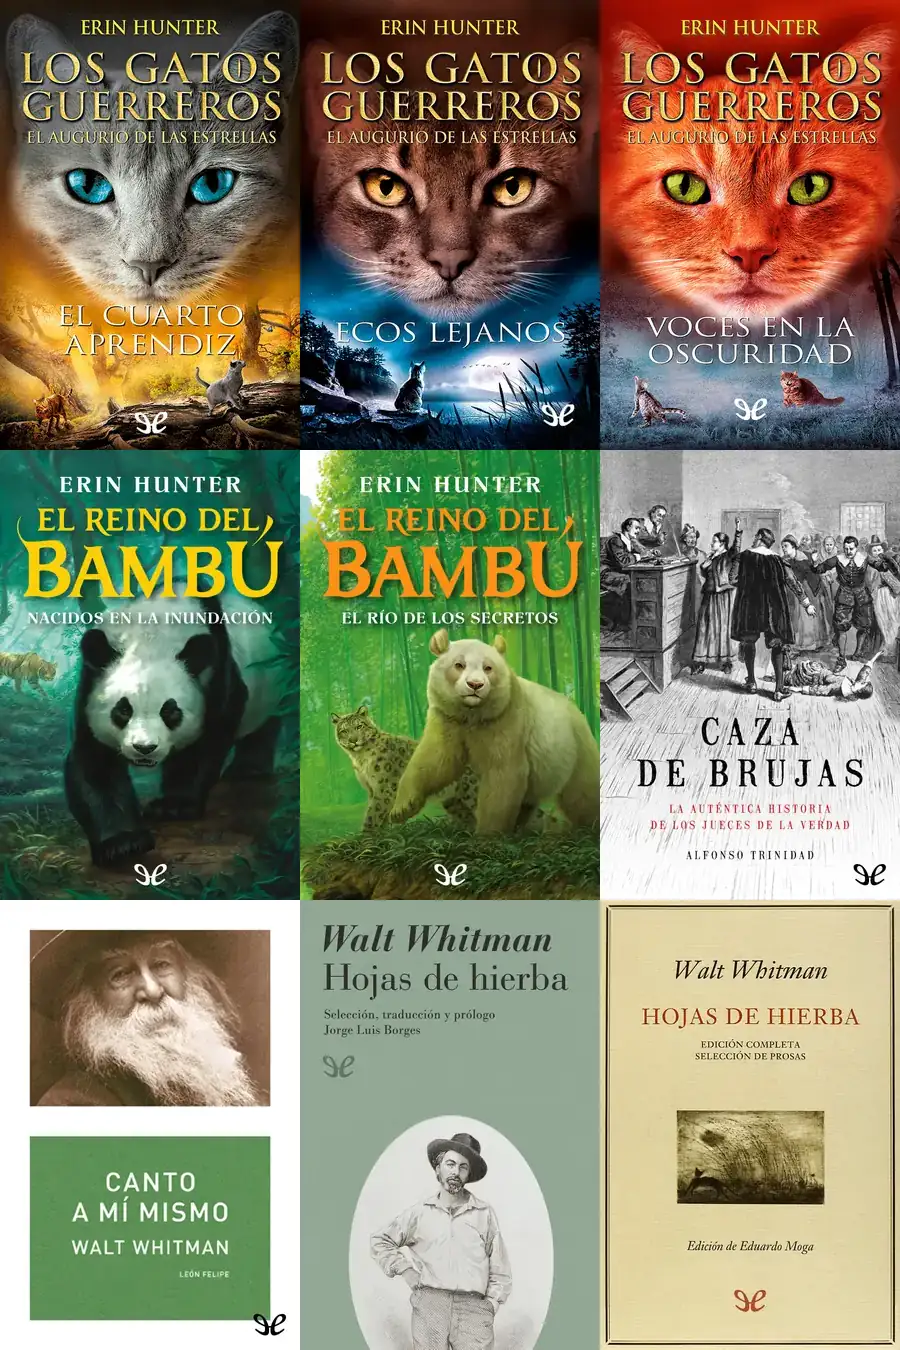 ERIN HUNTER
LOS GATOS
GUERREROS
EL AUGURIO DE LAS ESTRELLAS
EL CUARTO
APRENDIZ
ERIN HUNTER
LOS GATOS
GUERREROS
EL AUGURIO DE LAS ESTRELLAS
ECOS LEJANOS
ERIN HUNTER
LOS GATOS
GUERREROS
EL AUGURIO DE LAS ESTRELLAS
VOCES EN LA
OSCURIDAD
ERIN HUNTER
EL REINO DEL
BAMBÚ
NACIDOS EN LA INUNDACIÓN
ERIN HUNTER
EL REINO DEL
BAMBÚ
EL RÍO DE LOS SECRETOS
CAZA
DE BRUJAS
LA AUTÉNTICA HISTORIA
DE LOS JUECES DE LA VERDAD
ALFONSO TRINIDAD
CANTO
A MÍ MISMO
WALT WHITMAN
LEÓN FELIPE
Walt Whitman
Hojas de hierba
Selección, traducción y prólogo
Jorge Luis Borges
Walt Whitman
HOJAS DE HIERBA
EDICIÓN COMPLETA
SELECCIÓN DE PROSAS
Edición de Eduardo Moga